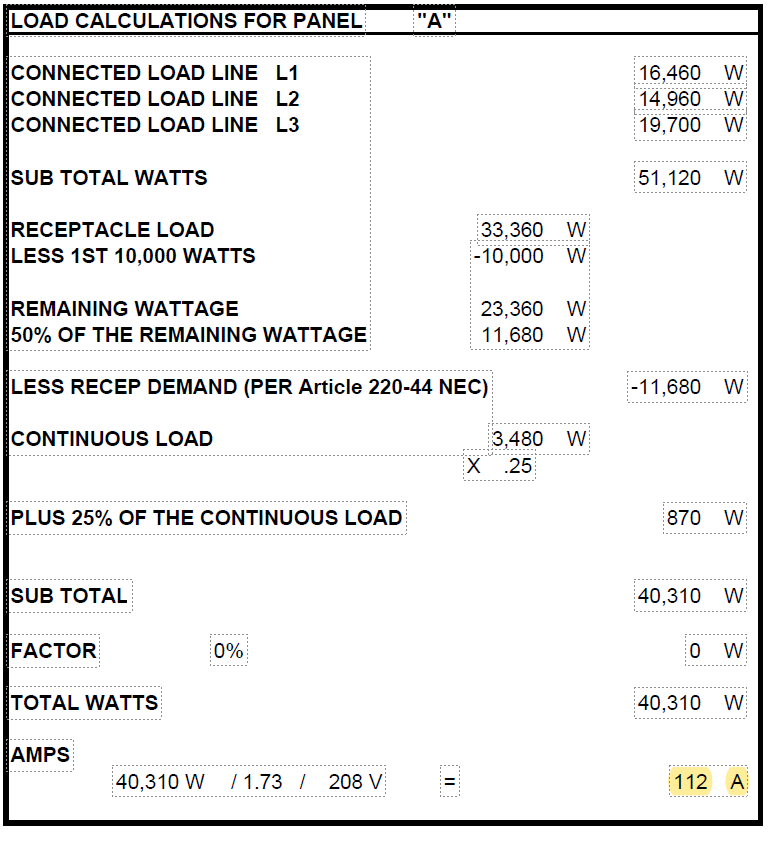 LOAD CALCULATIONS FOR PANEL "A"
CONNECTED LOAD LINE L1 16,460 W
CONNECTED LOAD LINE L2 14,960 W
CONNECTED LOAD LINE L3 19,700 W
SUB TOTAL WATTS 51,120 W
RECEPTACLE LOAD 33,360 W
LESS 1ST 10,000 WATTS -10,000 W
REMAINING WATTAGE 23,360 W
50% OF THE REMAINING WATTAGE 11,680 W
LESS RECEP DEMAND (PER Article 220-44 NEC) -11,680 W
CONTINUOUS LOAD 3,480 W
X .25
PLUS 25% OF THE CONTINUOUS LOAD 870 W
SUB TOTAL 40,310 W
FACTOR 0% 0 W
TOTAL WATTS 40,310 W
AMPS
40,310 W / 1.73 / 208 V = 112 A